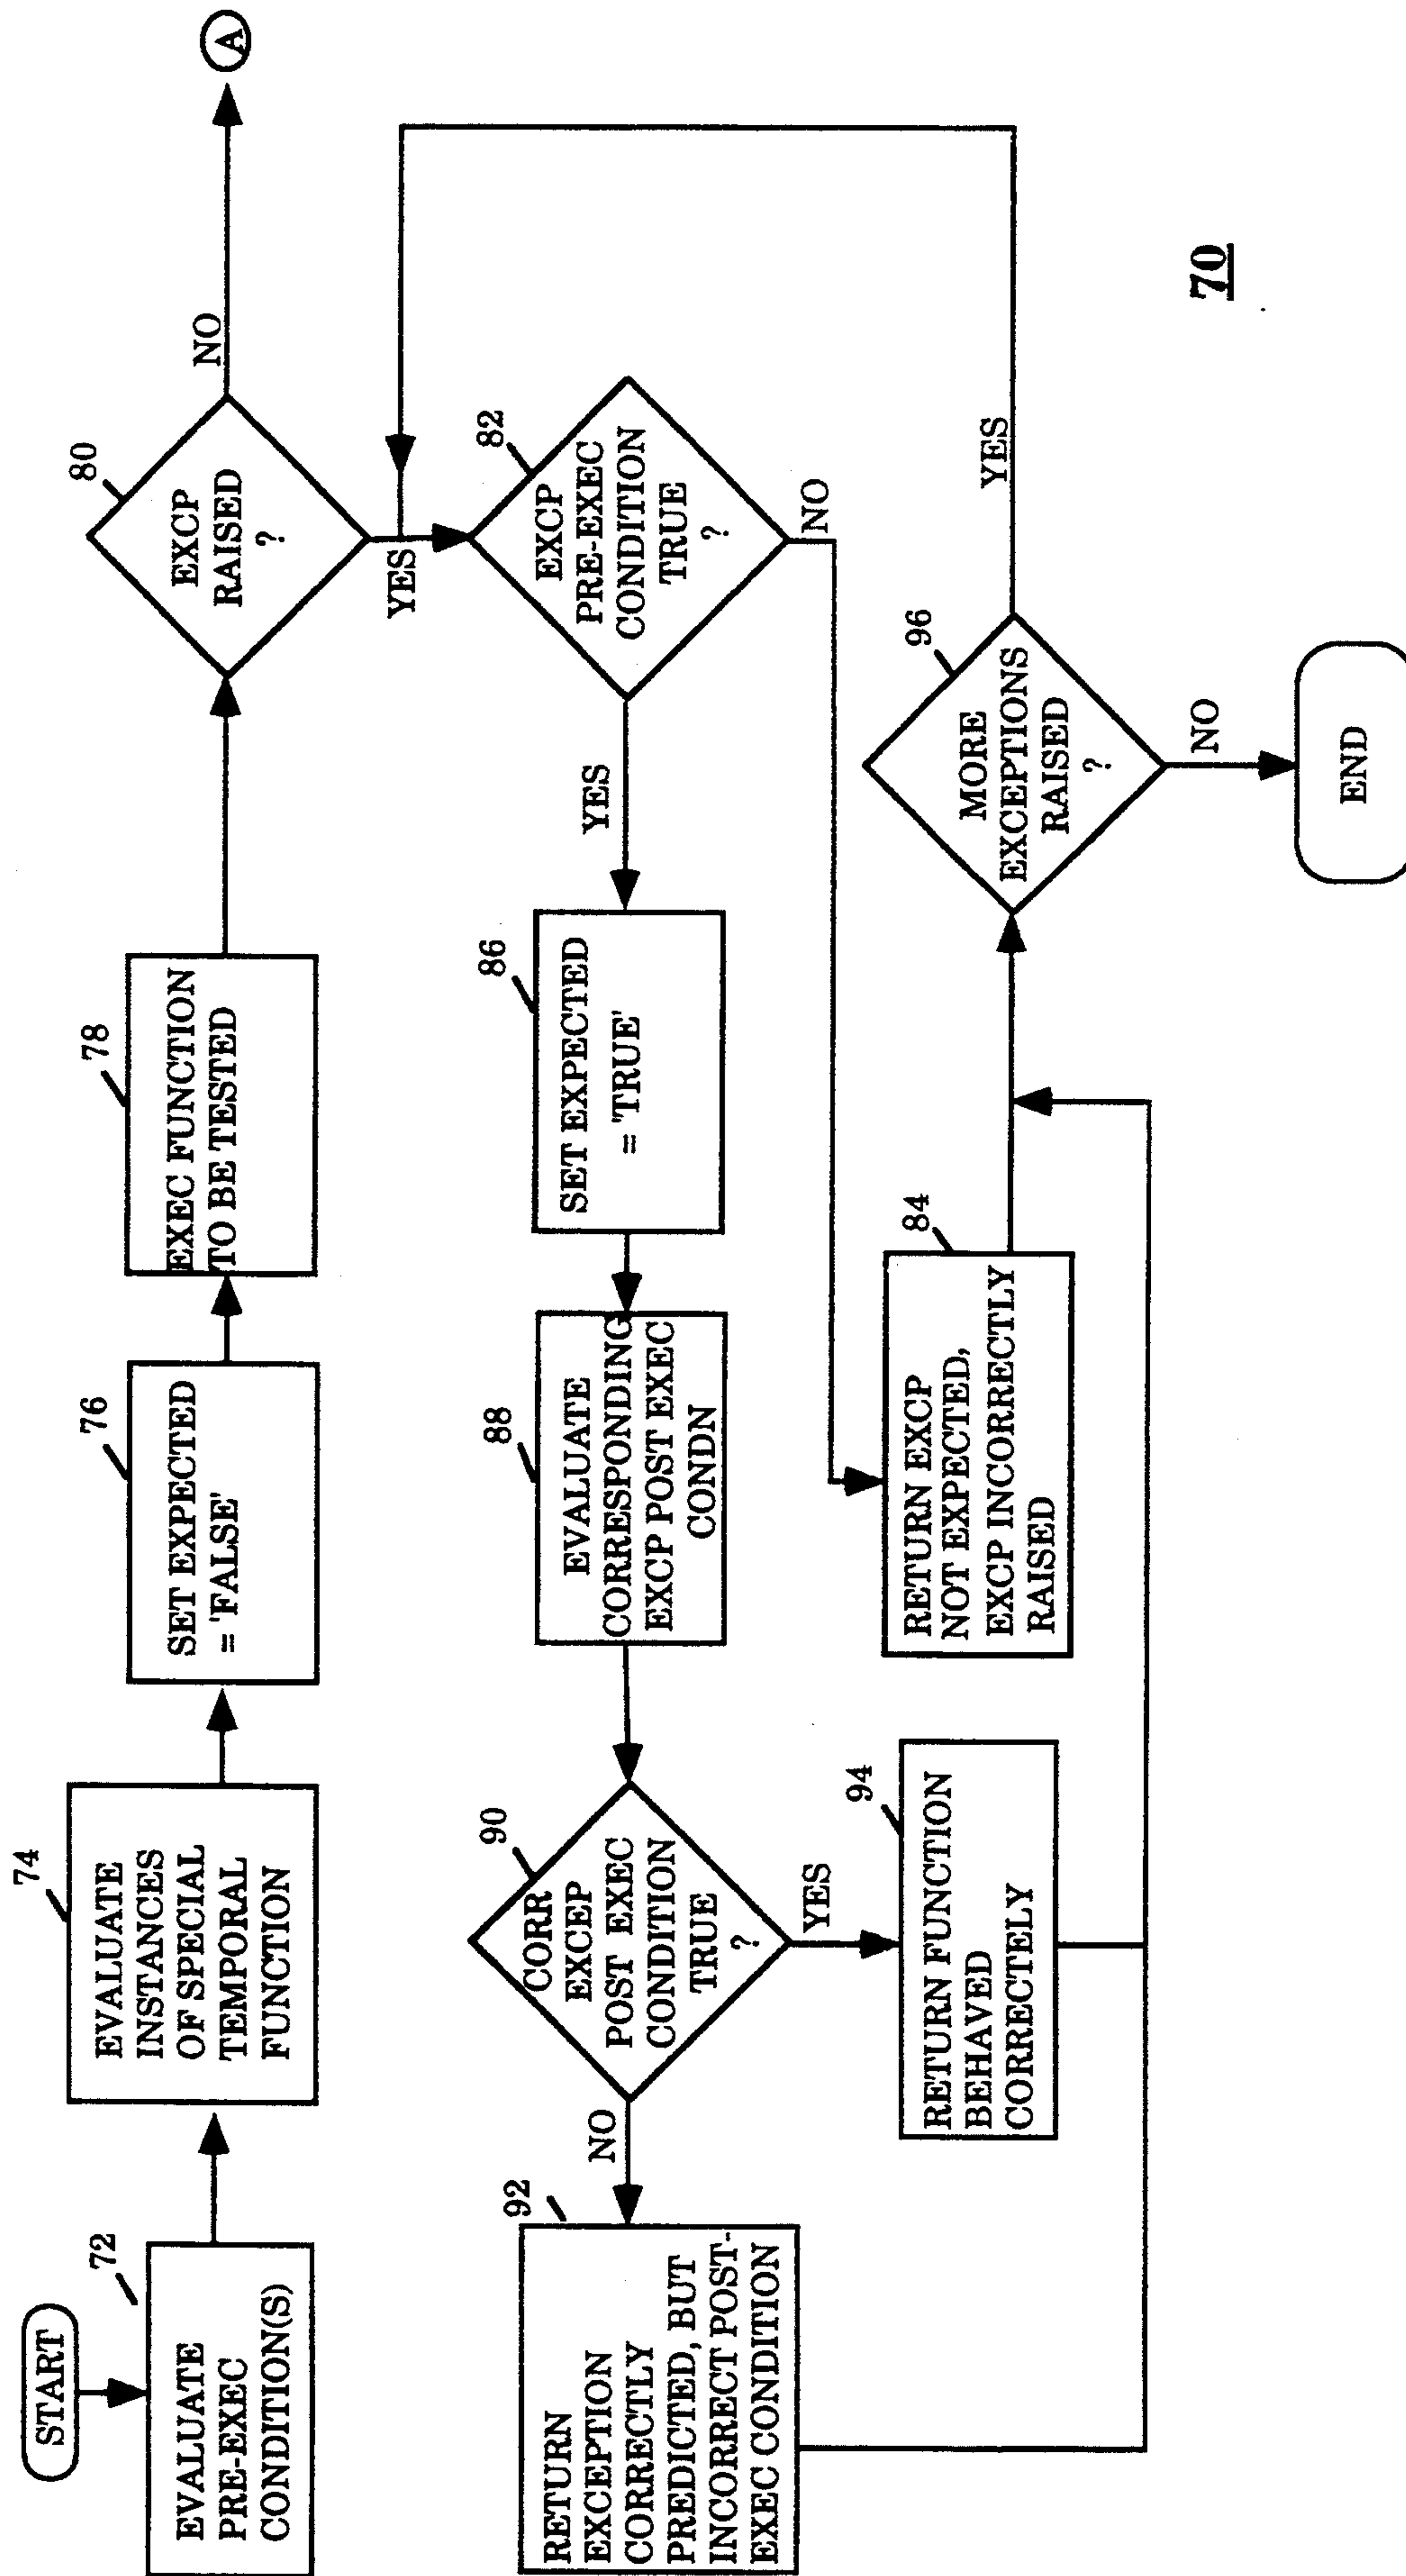 START
72
EVALUATE
PRE-EXEC
CONDITION(S)
74
EVALUATE
INSTANCES
OF SPECIAL
TEMPORAL
FUNCTION
76
SET EXPECTED
= 'FALSE'
78
EXEC FUNCTION
TO BE TESTED
80
EXCP
RAISED
?
NO
A
YES
82
EXCP
PRE-EXEC
CONDITION
TRUE
?
NO
YES
86
SET EXPECTED
= 'TRUE'
88
EVALUATE
CORRESPONDING
EXCP POST EXEC
CONDN
90
CORR
EXCEP
POST EXEC
CONDITION
TRUE
?
NO
YES
92
RETURN
EXCEPTION
CORRECTLY
PREDICTED, BUT
INCORRECT POST-
EXEC CONDITION
94
RETURN FUNCTION
BEHAVED
CORRECTELY
84
RETURN EXCP
NOT EXPECTED,
EXCP INCORRECTLY
RAISED
96
MORE
EXCEPTIONS
RAISED
?
YES
NO
END
70